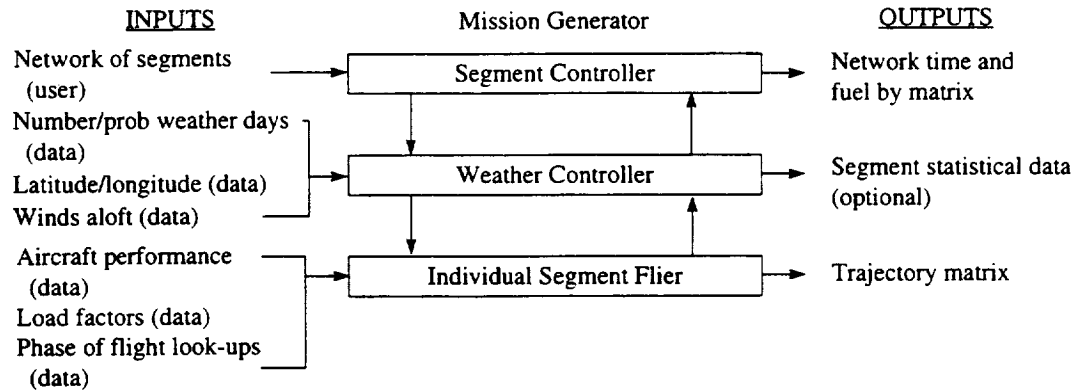 INPUTS
Mission Generator
OUTPUTS
Network of segments
(user)
Segment Controller
Network time and
fuel by matrix
Number/prob weather days
(data)
Latitude/longitude (data)
Winds aloft (data)
Weather Controller
Segment statistical data
(optional)
Aircraft performance
(data)
Load factors (data)
Phase of flight look-ups
(data)
Individual Segment Flier
Trajectory matrix